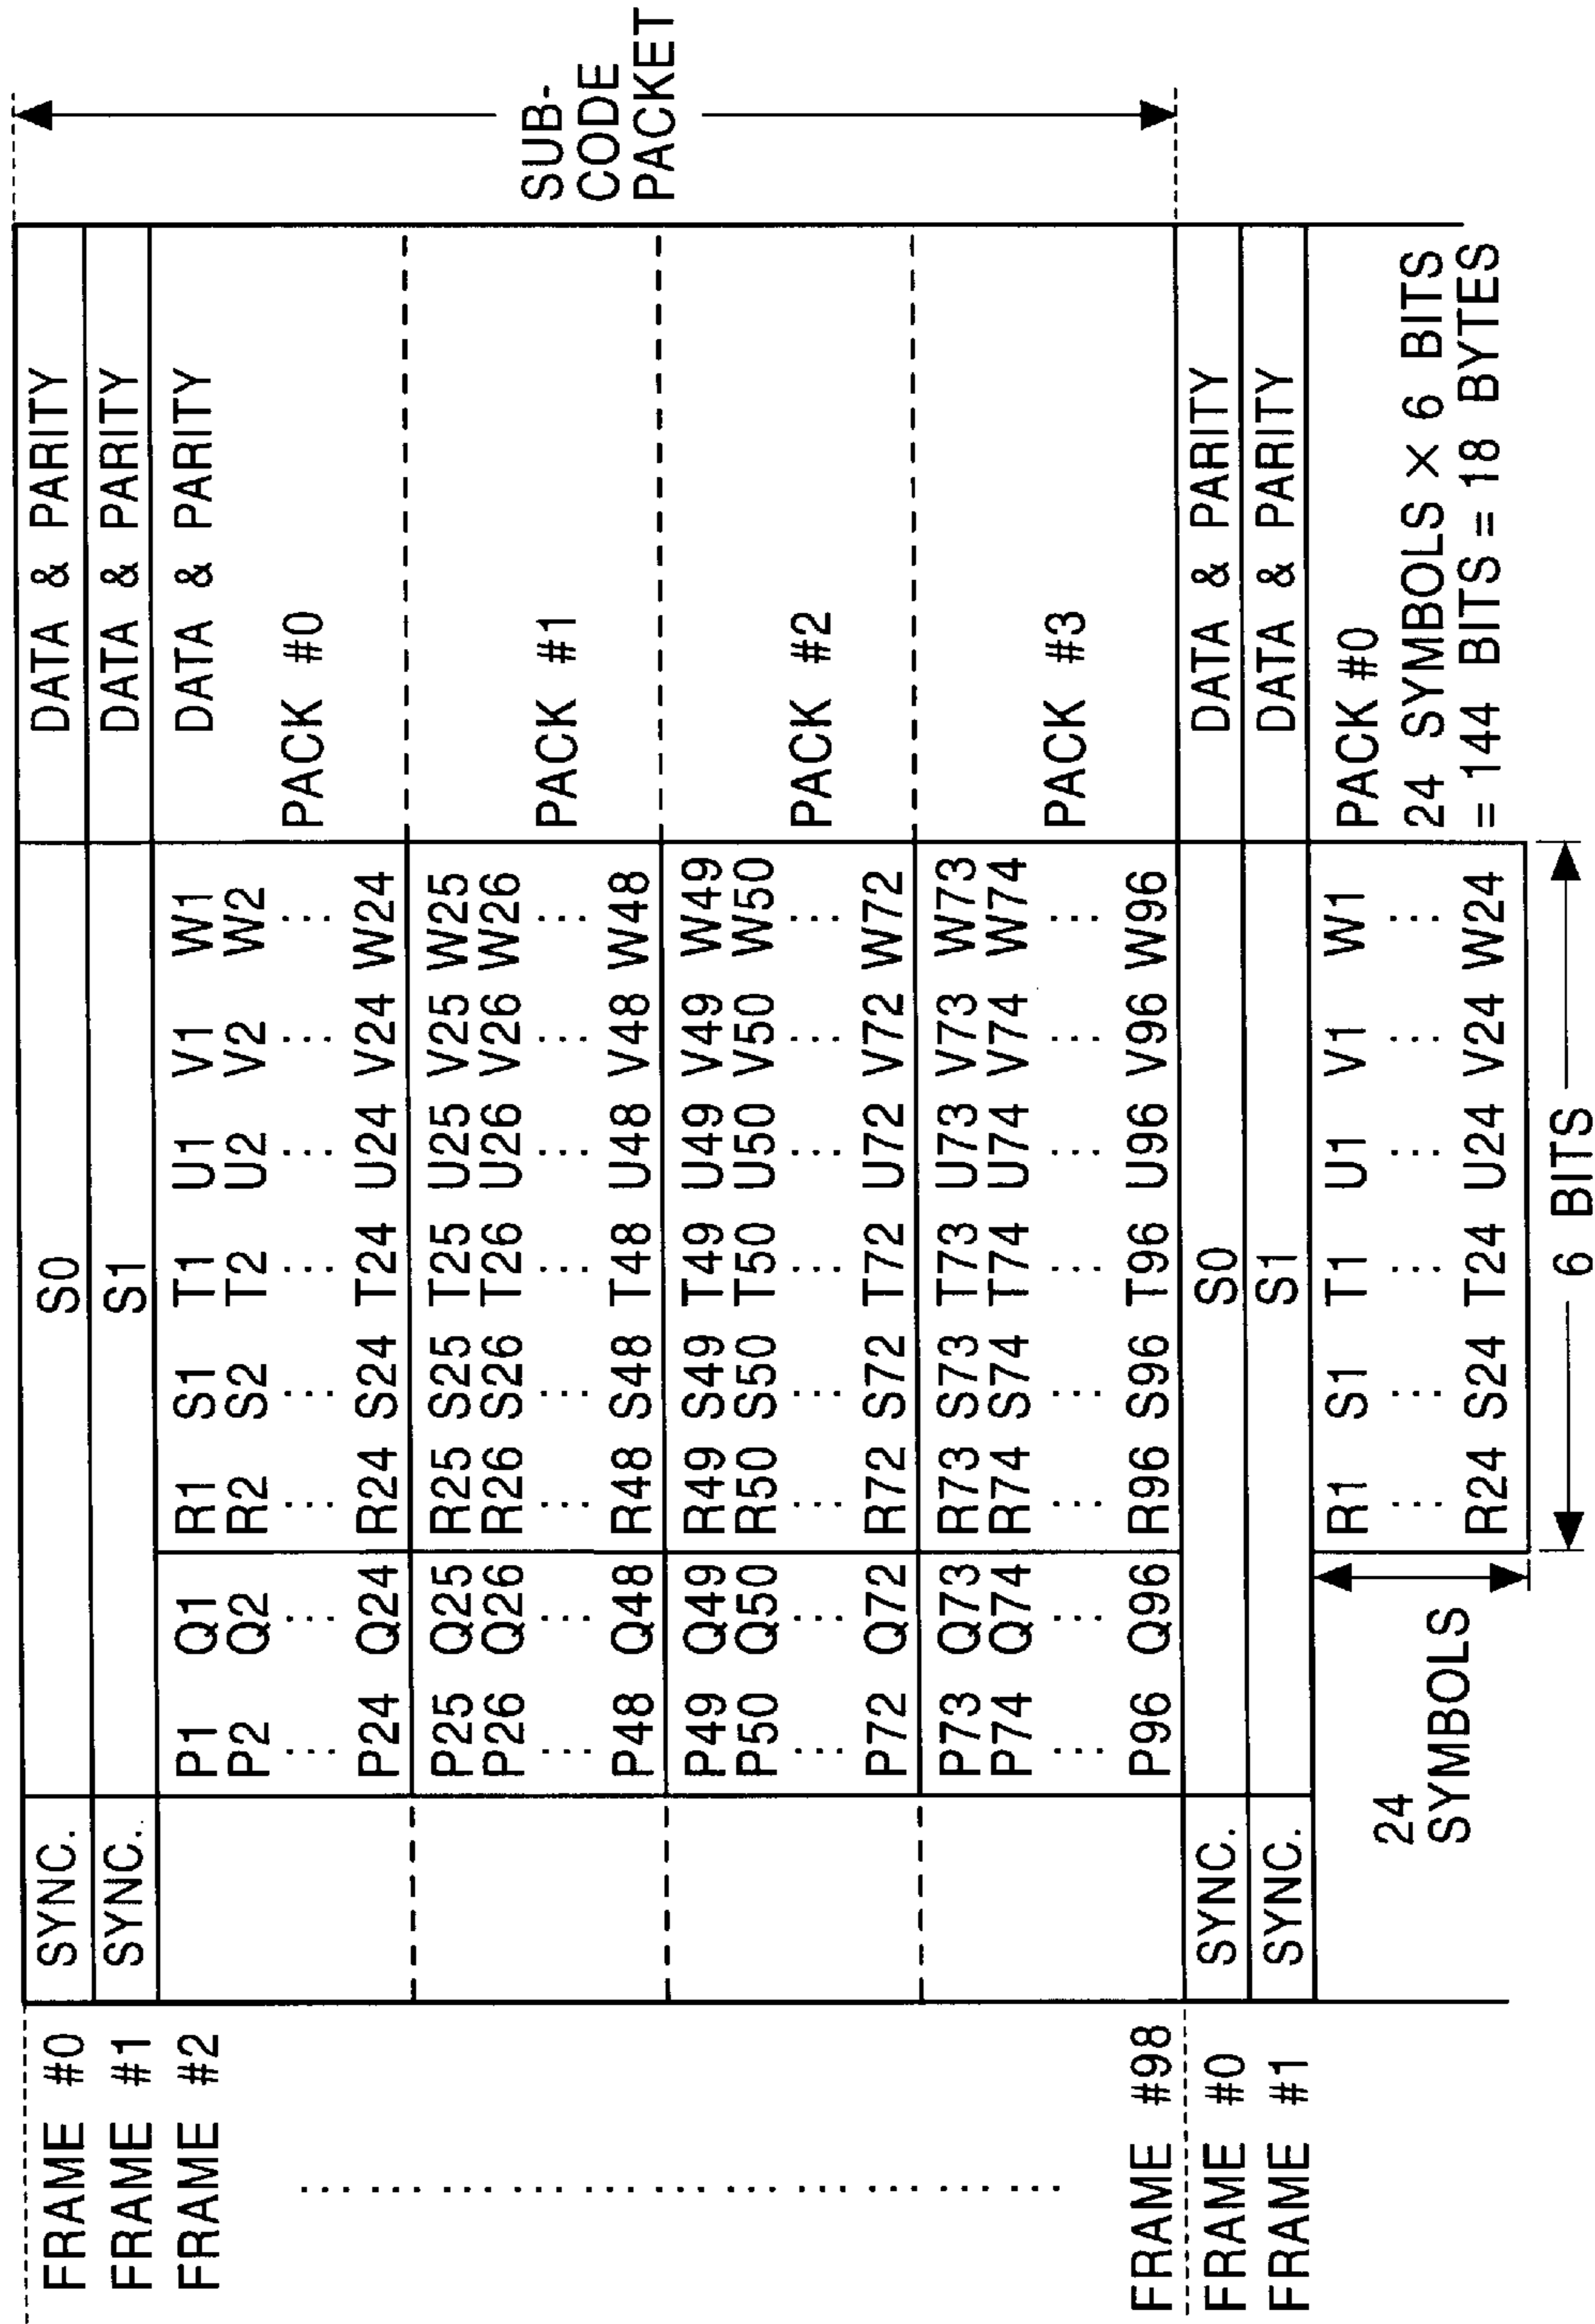 FRAME #0 SYNC. S0 DATA & PARITY
FRAME #1 SYNC. S1 DATA & PARITY
FRAME #2 P1 Q1 R1 S1 T1 U1 V1 W1 DATA & PARITY
P2 Q2 R2 S2 T2 U2 V2 W2
... ... ... ... ... ... ... ... PACK #0
P24 Q24 R24 S24 T24 U24 V24 W24
P25 Q25 R25 S25 T25 U25 V25 W25
P26 Q26 R26 S26 T26 U26 V26 W26
... ... ... ... ... ... ... ... PACK #1
P48 Q48 R48 S48 T48 U48 V48 W48
P49 Q49 R49 S49 T49 U49 V49 W49
P50 Q50 R50 S50 T50 U50 V50 W50
... ... ... ... ... ... ... ... PACK #2
P72 Q72 R72 S72 T72 U72 V72 W72
P73 Q73 R73 S73 T73 U73 V73 W73
P74 Q74 R74 S74 T74 U74 V74 W74
... ... ... ... ... ... ... ... PACK #3
FRAME #98 P96 Q96 R96 S96 T96 U96 V96 W96
SUB-
CODE
PACKET
FRAME #0 SYNC. S0 DATA & PARITY
FRAME #1 SYNC. S1 DATA & PARITY
R1 S1 T1 U1 V1 W1 PACK #0
... ... ... ... ... ...
R24 S24 T24 U24 V24 W24
24
SYMBOLS
24 SYMBOLS × 6 BITS
= 144 BITS = 18 BYTES
6 BITS